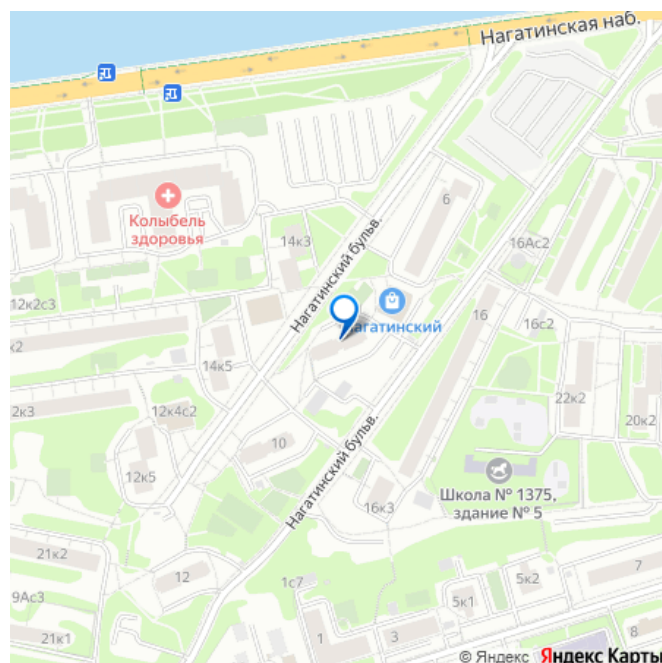 Нагатинская наб.
Колыбель
здоровья
6
14к3
Нагатинский бульв.
16Ас2
12к2с3
Нагатинский
16
16с2
к2
14к5
22к2
2к3
12к4с2
20к2
10
Нагатинский бульв.
12к5
Школа № 1375,
здание № 5
16к3
21к2
12
1с7
5к2
7
9Ас3
5к1
21к1
1
3
8
© Яндекс Яндекс Карты